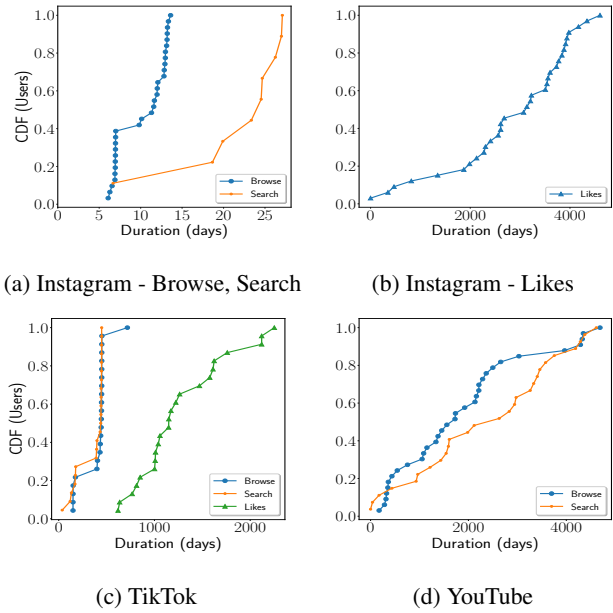 1.0
0.8
0.6
0.4
0.2
0.0
CDF (Users)
Browse
Search
0 5 10 15 20 25
Duration (days)
1.0
0.8
0.6
0.4
0.2
0.0
Likes
0 2000 4000
Duration (days)
(a) Instagram - Browse, Search
(b) Instagram - Likes
1.0
0.8
0.6
0.4
0.2
0.0
CDF (Users)
Browse
Search
Likes
0 1000 2000
Duration (days)
1.0
0.8
0.6
0.4
0.2
0.0
Browse
Search
0 2000 4000
Duration (days)
(c) TikTok
(d) YouTube